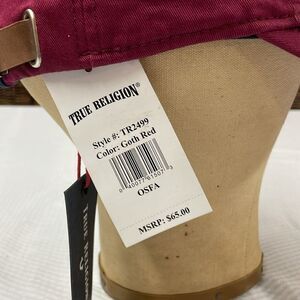 TRUE RELIGION®
Style #: TR2499
Color: Goth Red
OSFA
MSRP: $65.00